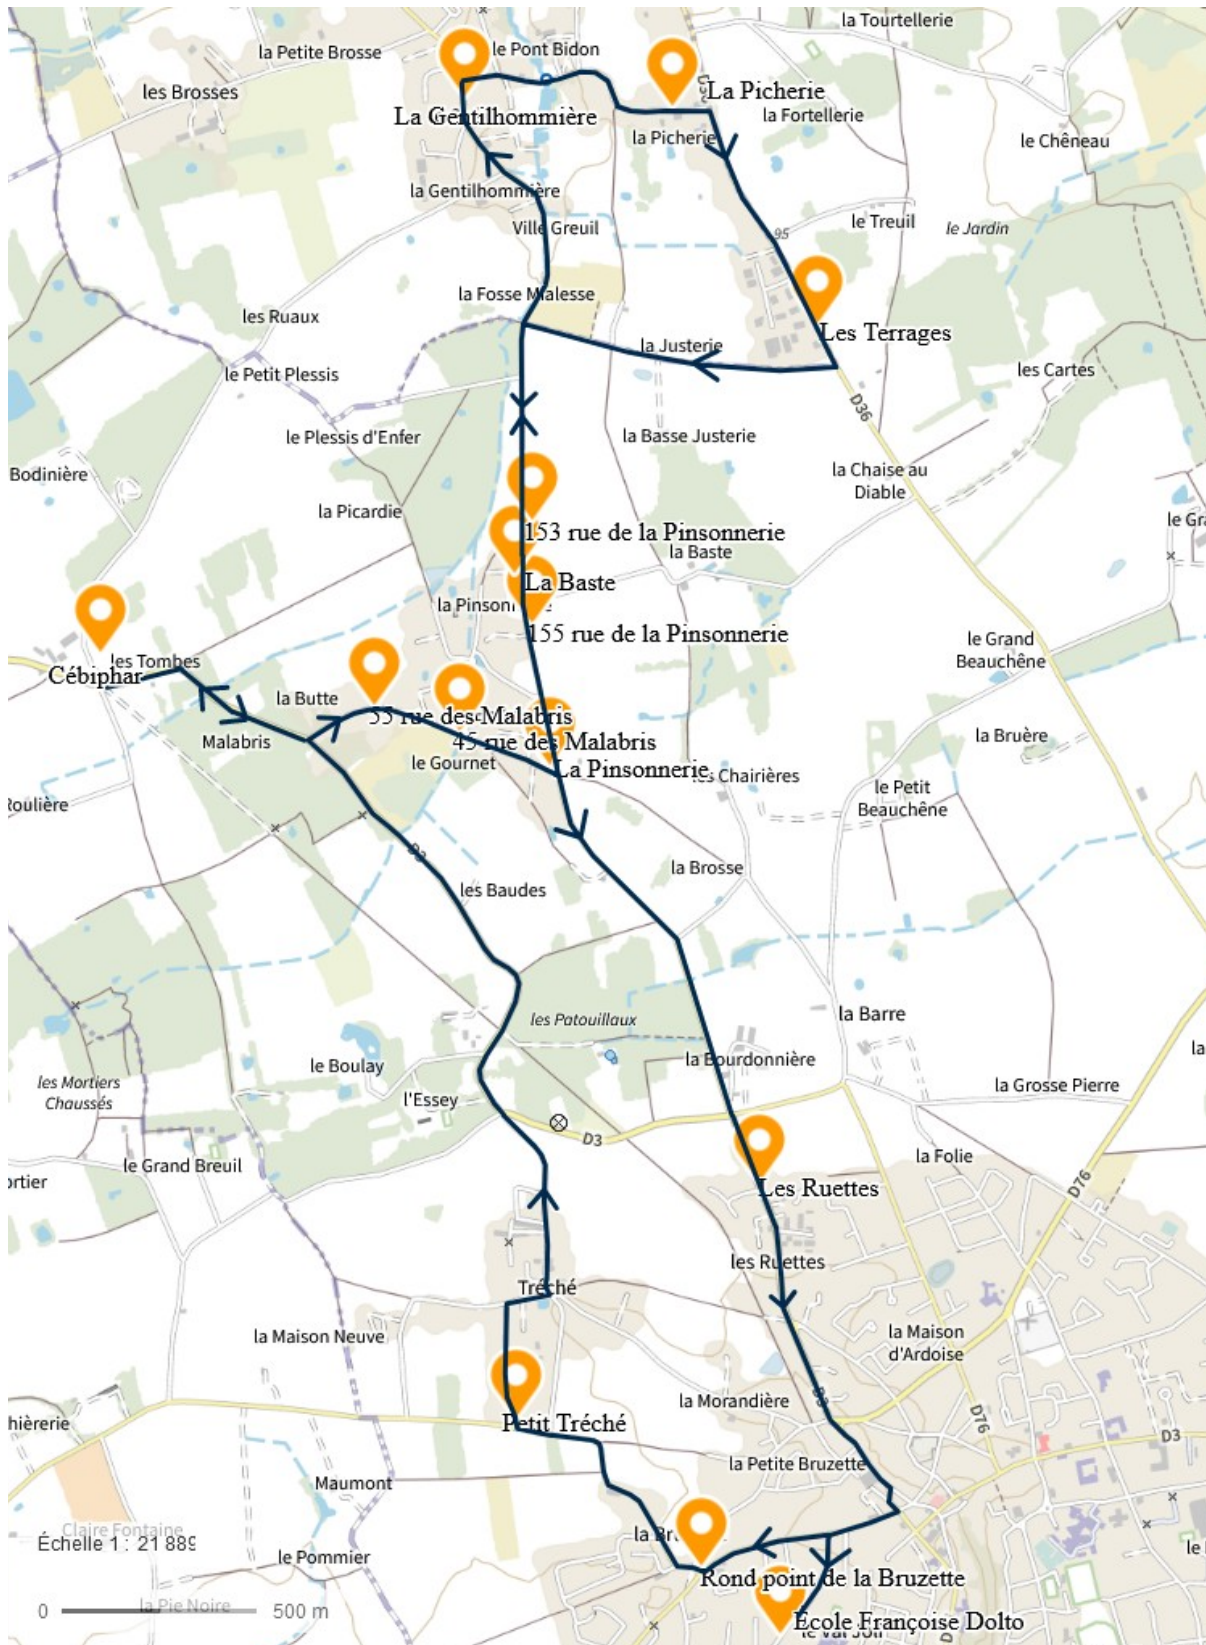 la Tourtellerie
la Petite Brosse
le Pont Bidon
les Brosses
La Picherie
La Gentilhommière
la Fortellerie
la Picherie
le Chêneau
la Gentilhommière
le Treuil
le Jardin
Ville Greuil
95
la Fosse Malesse
les Ruaux
Les Terrages
la Justerie
le Petit Plessis
les Cartes
D36
le Plessis d'Enfer
la Basse Justerie
Bodinière
la Chaise au
Diable
la Picardie
153 rue de la Pinsonnerie
la Baste
La Baste
155 rue de la Pinsonnerie
le Grand
Beauchêne
les Tombes
Cébiphar
la Butte
55 rue des Malabris
Malabris
45 rue des Malabris
la Bruère
le Gournet
La Pinsonnerie
les Chairières
le Petit
Beauchêne
Roulière
D3
la Brosse
les Baudes
la Barre
les Patouillaux
la Bourdonnière
le Boulay
les Mortiers
Chaussés
la Grosse Pierre
l'Essey
D3
le Grand Breuil
la Folie
D76
Les Ruettes
les Ruettes
Tréché
la Maison Neuve
la Maison
d'Ardoise
D3
la Morandière
Petit Tréché
D76
D3
la Petite Bruzette
Maumont
Claire Fontaine
Échelle 1 : 21 889
le Pommier
Rond point de la Bruzette
0
500 m
la Pie Noire
École Françoise Dolto